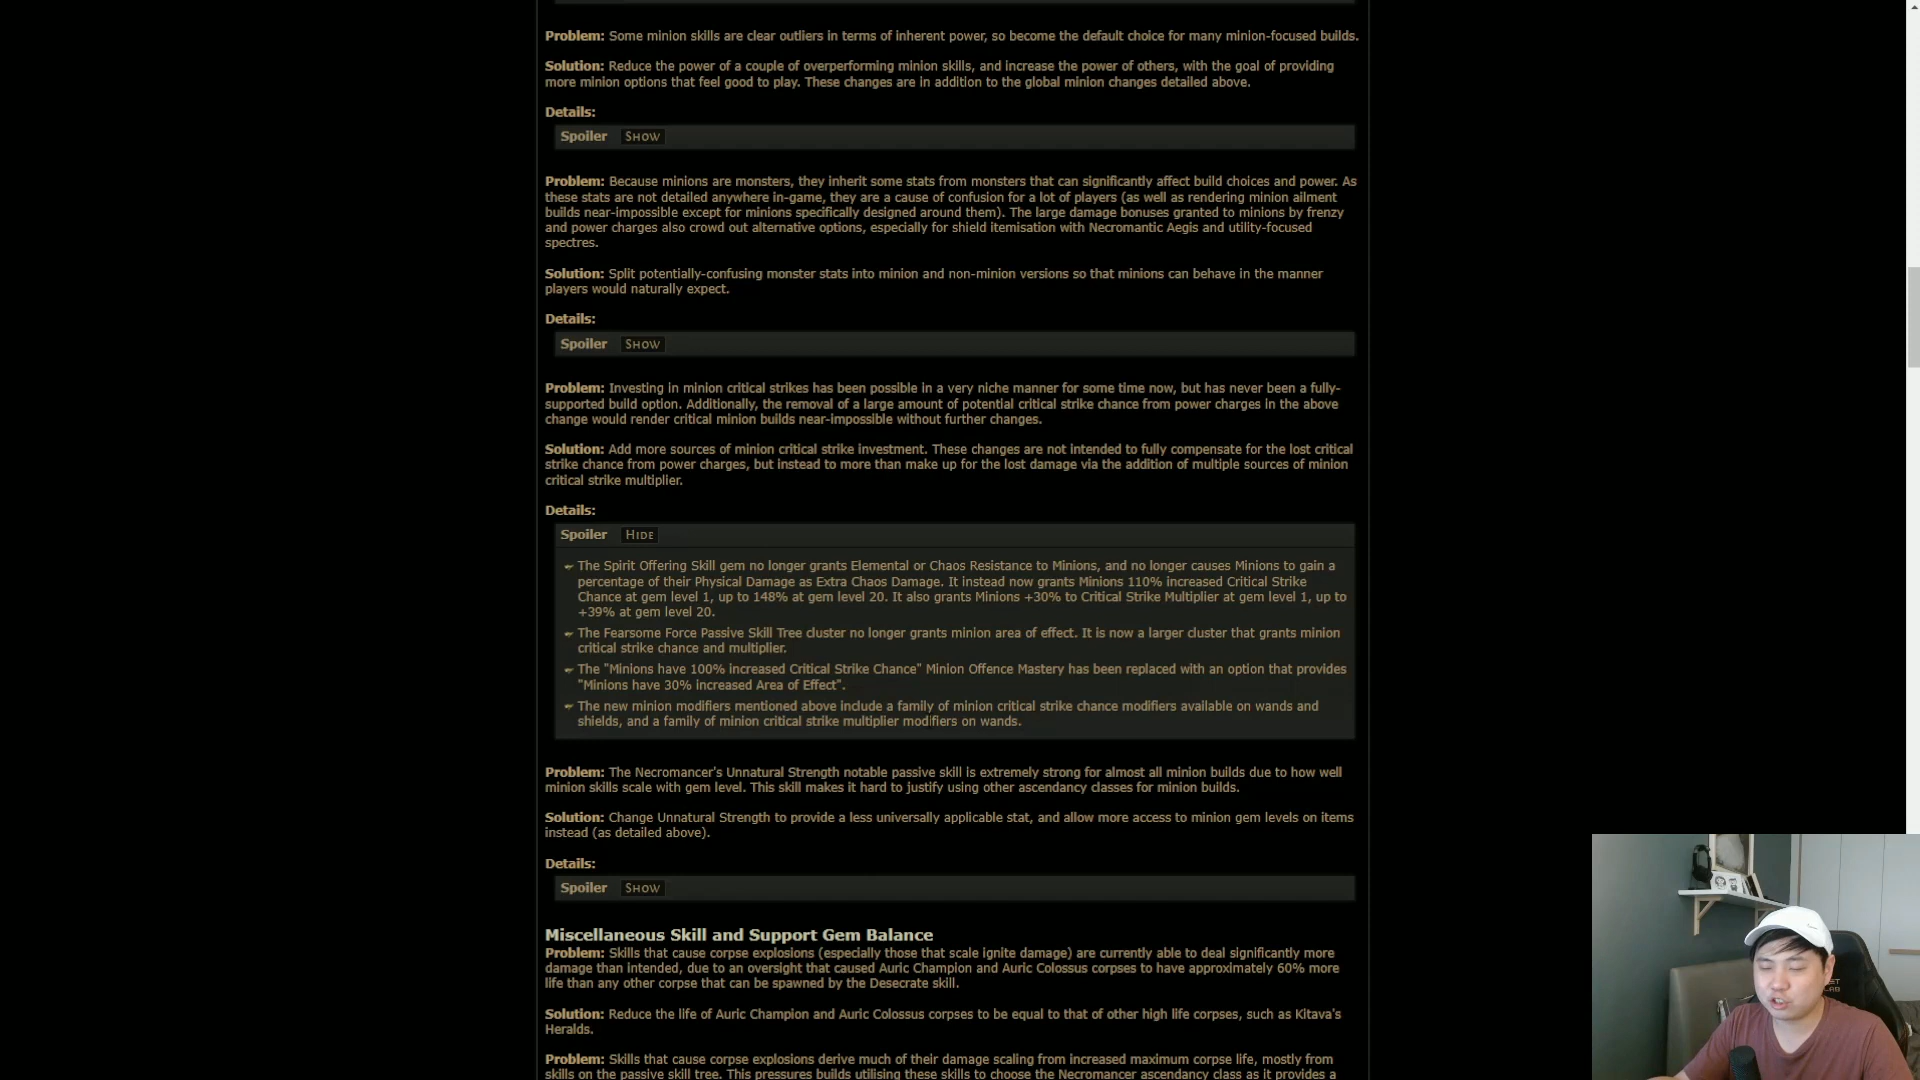 Problem: Some minion skills are clear outliers in terms of inherent power, so become the default choice for many minion-focused builds.
Solution: Reduce the power of a couple of overperforming minion skills, and increase the power of others, with the goal of providing
more minion options that feel good to play. These changes are in addition to the global minion changes detailed above.
Details:
Spoiler SHOW
Problem: Because minions are monsters, they inherit some stats from monsters that can significantly affect build choices and power. As
these stats are not detailed anywhere in-game, they are a cause of confusion for a lot of players (as well as rendering minion ailment
builds near-impossible except for minions specifically designed around them). The large damage bonuses granted to minions by frenzy
and power charges also crowd out alternative options, especially for shield itemisation with Necromantic Aegis and utility-focused
spectres.
Solution: Split potentially-confusing monster stats into minion and non-minion versions so that minions can behave in the manner
players would naturally expect.
Details:
Spoiler SHOW
Problem: Investing in minion critical strikes has been possible in a very niche manner for some time now, but has never been a fully-
supported build option. Additionally, the removal of a large amount of potential critical strike chance from power charges in the above
change would render critical minion builds near-impossible without further changes.
Solution: Add more sources of minion critical strike investment. These changes are not intended to fully compensate for the lost critical
strike chance from power charges, but instead to more than make up for the lost damage via the addition of multiple sources of minion
critical strike multiplier.
Details:
Spoiler HIDE
The Spirit Offering Skill gem no longer grants Elemental or Chaos Resistance to Minions, and no longer causes Minions to gain a
percentage of their Physical Damage as Extra Chaos Damage. It instead now grants Minions 110% increased Critical Strike
Chance at gem level 1, up to 148% at gem level 20. It also grants Minions +30% to Critical Strike Multiplier at gem level 1, up to
+39% at gem level 20.
The Fearsome Force Passive Skill Tree cluster no longer grants minion area of effect. It is now a larger cluster that grants minion
critical strike chance and multiplier.
The "Minions have 100% increased Critical Strike Chance" Minion Offence Mastery has been replaced with an option that provides
"Minions have 30% increased Area of Effect".
The new minion modifiers mentioned above include a family of minion critical strike chance modifiers available on wands and
shields, and a family of minion critical strike multiplier modifiers on wands.
Problem: The Necromancer's Unnatural Strength notable passive skill is extremely strong for almost all minion builds due to how well
minion skills scale with gem level. This skill makes it hard to justify using other ascendancy classes for minion builds.
Solution: Change Unnatural Strength to provide a less universally applicable stat, and allow more access to minion gem levels on items
instead (as detailed above).
Details:
Spoiler SHOW
Miscellaneous Skill and Support Gem Balance
Problem: Skills that cause corpse explosions (especially those that scale ignite damage) are currently able to deal significantly more
damage than intended, due to an oversight that caused Auric Champion and Auric Colossus corpses to have approximately 60% more
life than any other corpse that can be spawned by the Desecrate skill.
Solution: Reduce the life of Auric Champion and Auric Colossus corpses to be equal to that of other high life corpses, such as Kitava's
Heralds.
Problem: Skills that cause corpse explosions derive much of their damage scaling from increased maximum corpse life, mostly from
skills on the passive skill tree. This pressures builds utilising these skills to choose the Necromancer ascendancy class as it provides a